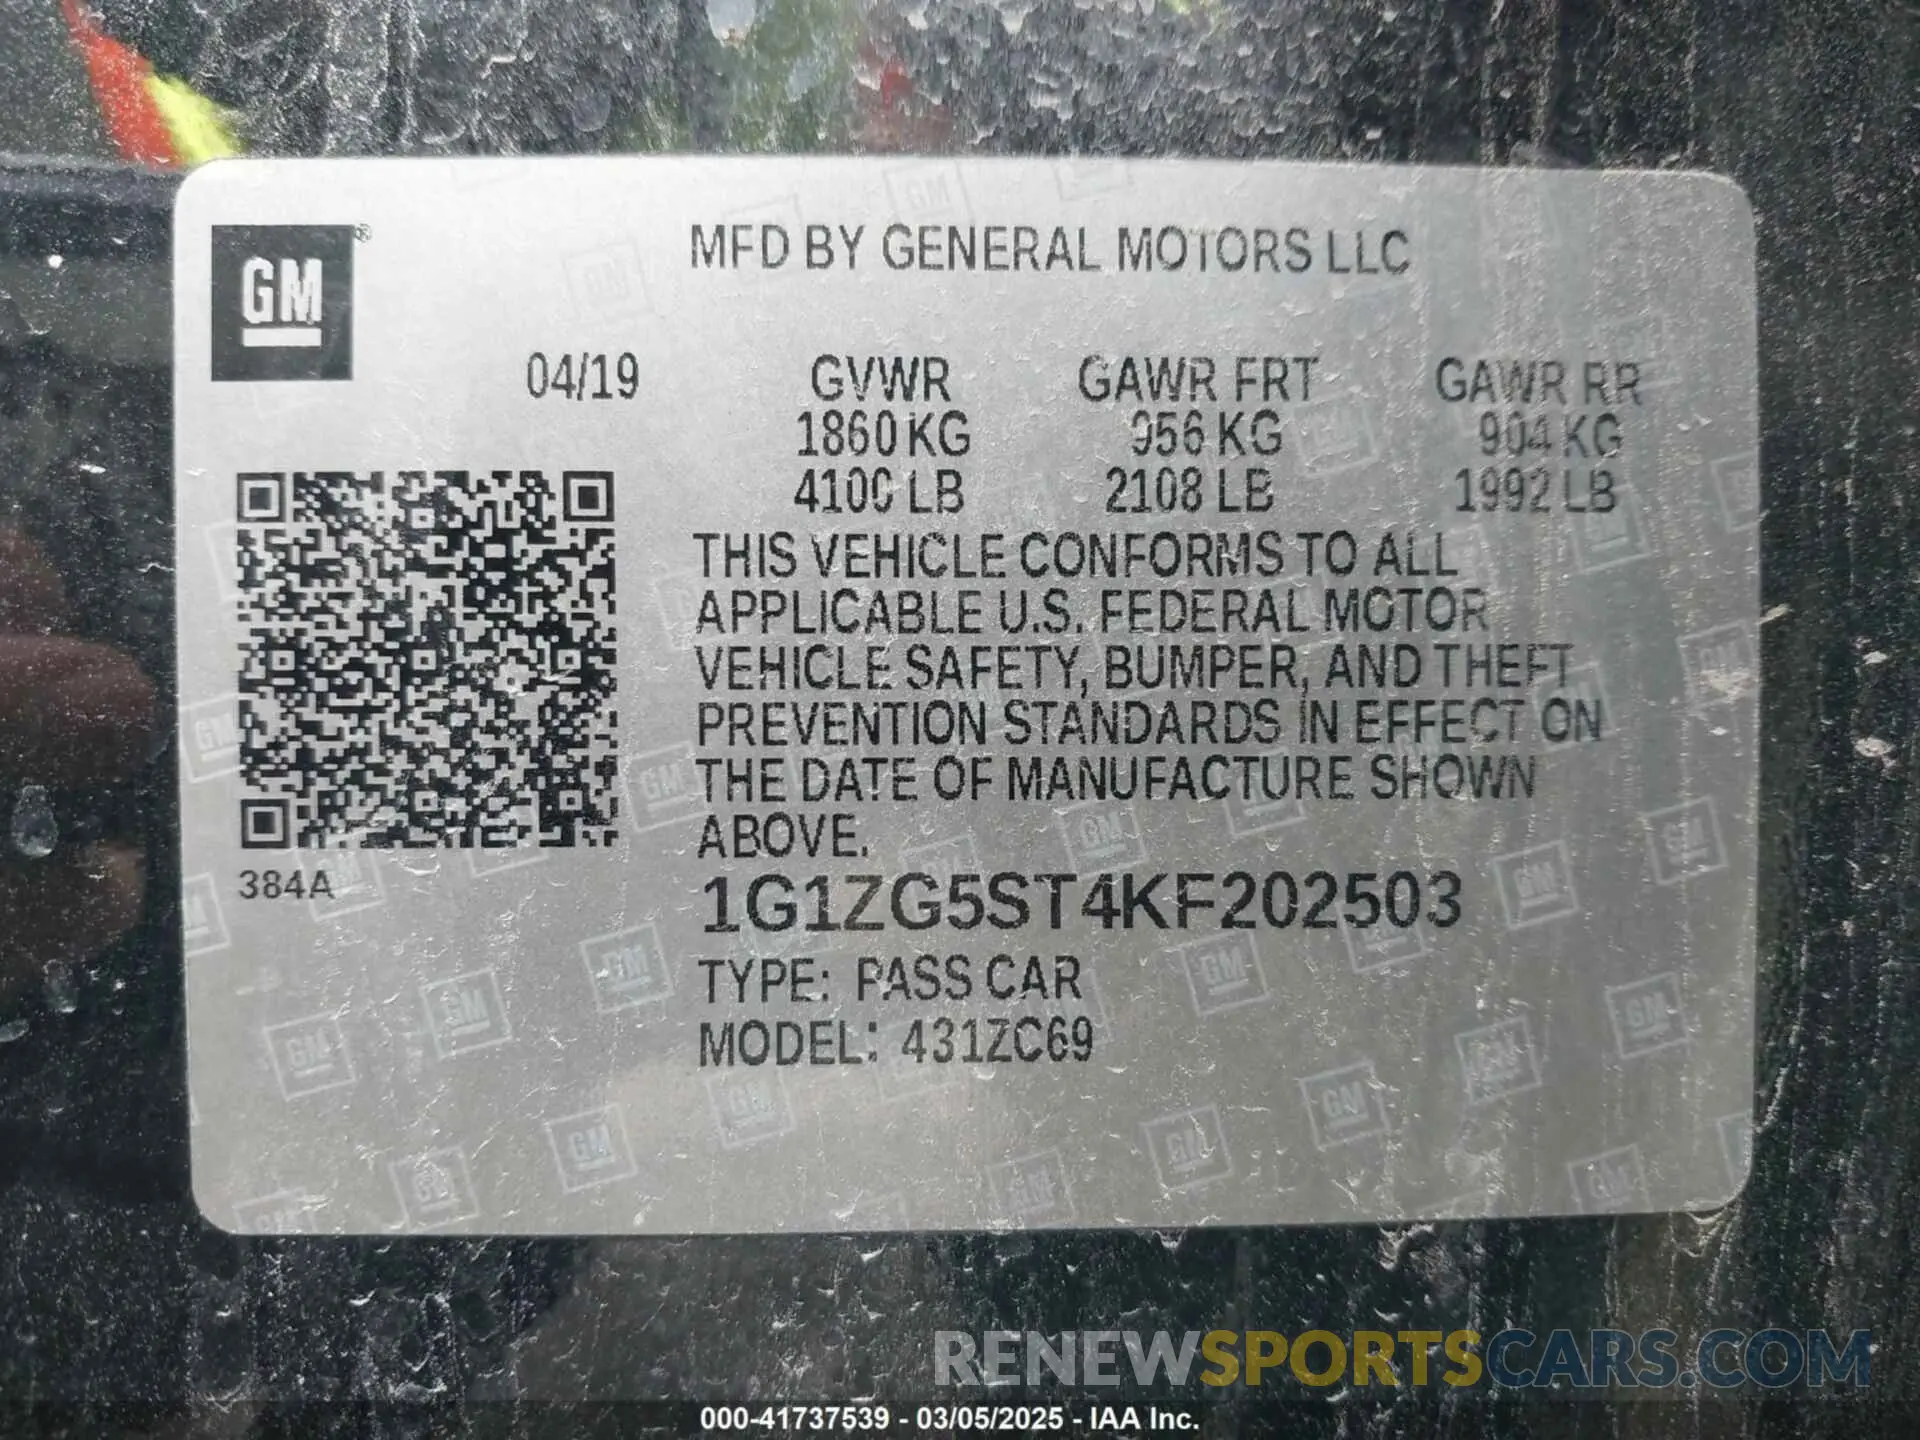 MFD BY GENERAL MOTORS LLC
GM®
04/19 GVWR GAWR FRT GAWR RR
1860 KG 956 KG 904 KG
4100 LB 2108 LB 1992 LB
THIS VEHICLE CONFORMS TO ALL
APPLICABLE U.S. FEDERAL MOTOR
VEHICLE SAFETY, BUMPER, AND THEFT
PREVENTION STANDARDS IN EFFECT ON
THE DATE OF MANUFACTURE SHOWN
ABOVE.
384A
1G1ZG5ST4KF202503
TYPE: PASS CAR
MODEL: 431ZC69
RENEWSPORTSCARS.COM
000-41737539 - 03/05/2025 - IAA Inc.